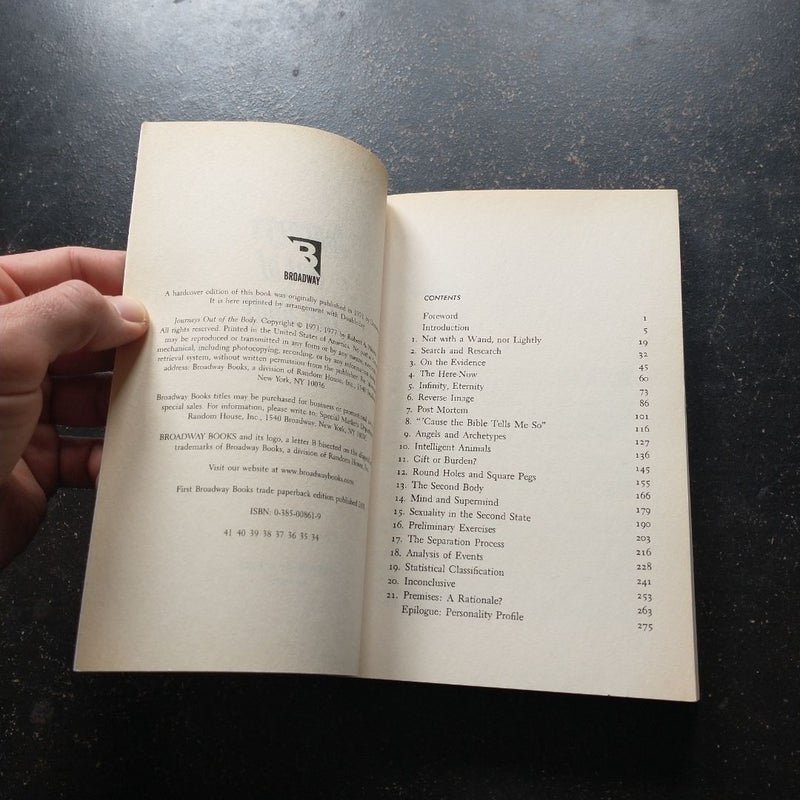 B
BROADWAY
A hardcover edition of this book was originally published in 1971 by
It is here reprinted by arrangement with
Journeys Out of the Body. Copyright © 1971, 1977 by Robert A.
All rights reserved. Printed in the United States of America. No part of
may be reproduced or transmitted in any form or by any means,
mechanical, including photocopying, recording, or by any information
retrieval system, without written permission from the publisher. For
address: Broadway Books, a division of Random House, Inc., 1540
New York, NY 10036
Broadway Books titles may be purchased for business or promotional
special sales. For information, please write to: Special Markets
Random House, Inc., 1540 Broadway, New York, NY 10036
BROADWAY BOOKS and its logo, a letter B bisected on the
trademarks of Broadway Books, a division of Random House, Inc.
Visit our website at www.broadwaybooks.com
First Broadway Books trade paperback edition published
ISBN: 0-385-00861-9
41 40 39 38 37 36 35 34
CONTENTS
Foreword 1
Introduction 5
1. Not with a Wand, nor Lightly 19
2. Search and Research 32
3. On the Evidence 45
4. The Here-Now 60
5. Infinity, Eternity 73
6. Reverse Image 86
7. Post Mortem 101
8. "'Cause the Bible Tells Me So" 116
9. Angels and Archetypes 127
10. Intelligent Animals 136
11. Gift or Burden? 145
12. Round Holes and Square Pegs 155
13. The Second Body 166
14. Mind and Supermind 179
15. Sexuality in the Second State 190
16. Preliminary Exercises 203
17. The Separation Process 216
18. Analysis of Events 228
19. Statistical Classification 241
20. Inconclusive 253
21. Premises: A Rationale? 263
Epilogue: Personality Profile 275